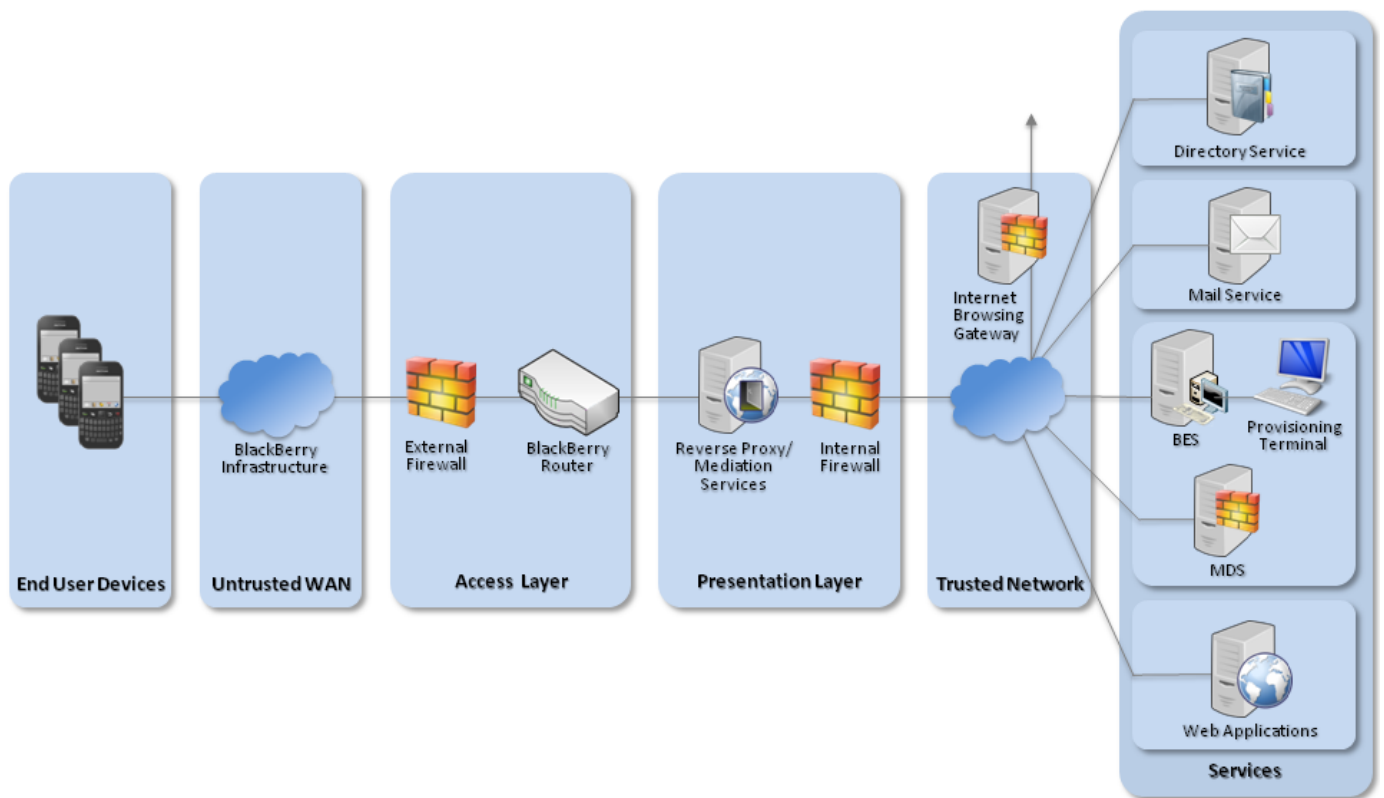 End User Devices
BlackBerry
Infrastructure
Untrusted WAN
External
Firewall
BlackBerry
Router
Access Layer
Reverse Proxy/
Mediation
Services
Internal
Firewall
Presentation Layer
Internet
Browsing
Gateway
Trusted Network
Directory Service
Mail Service
BES
Provisioning
Terminal
MDS
Web Applications
Services